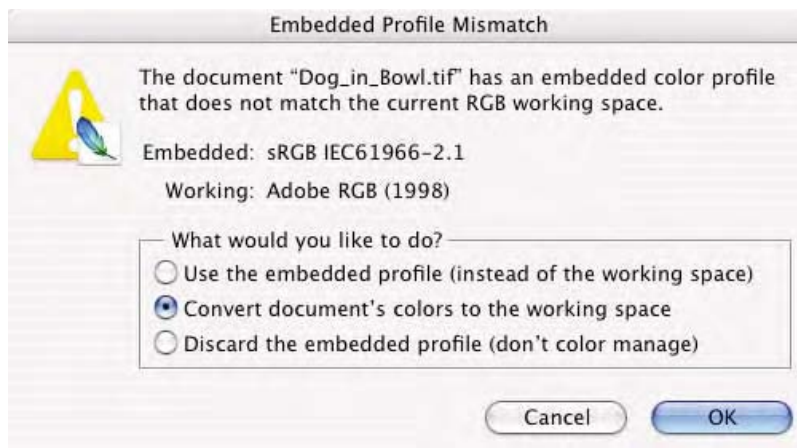 Embedded Profile Mismatch
The document “Dog_in_Bowl.tif” has an embedded color profile
that does not match the current RGB working space.
Embedded: sRGB IEC61966-2.1
Working: Adobe RGB (1998)
What would you like to do?
Use the embedded profile (instead of the working space)
Convert document’s colors to the working space
Discard the embedded profile (don’t color manage)
Cancel OK